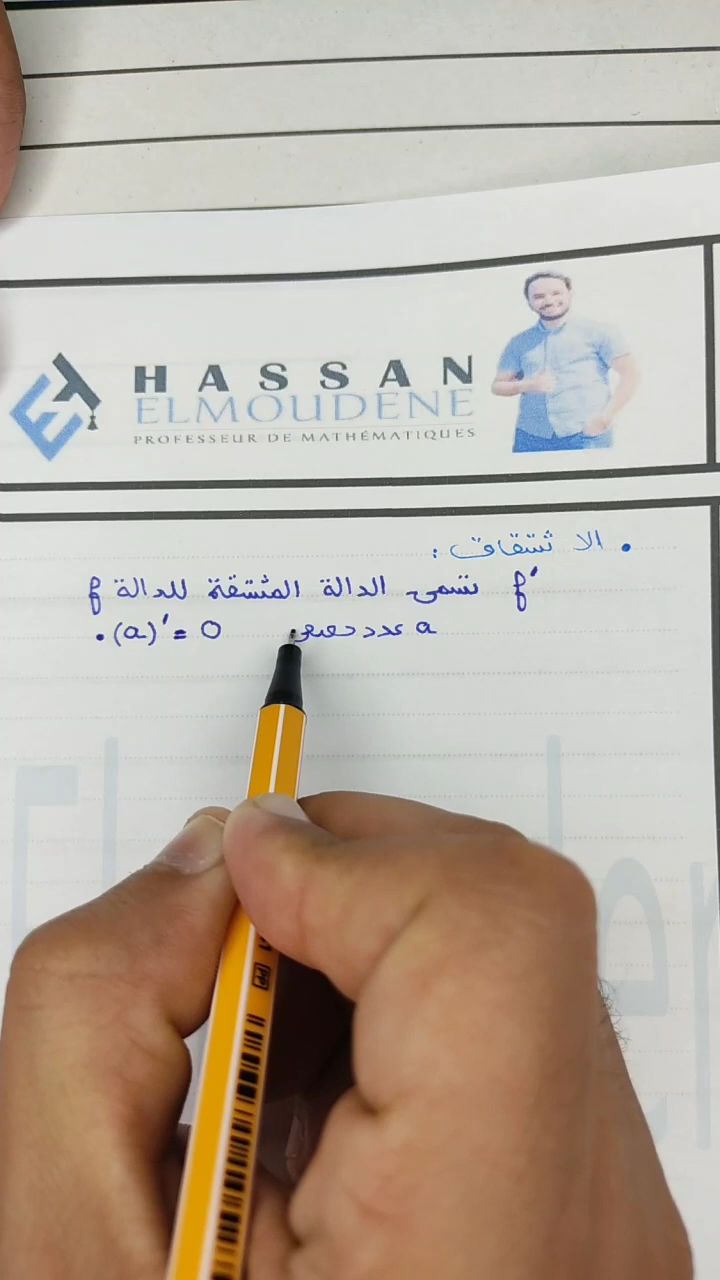 HASSAN
ELMOUDENE
PROFESSEUR DE MATHÉMATIQUES
• الاشتقاق :
f' تسمى الدالة المشتقة للدالة f
a عدد حقيقي (a)' = 0 •